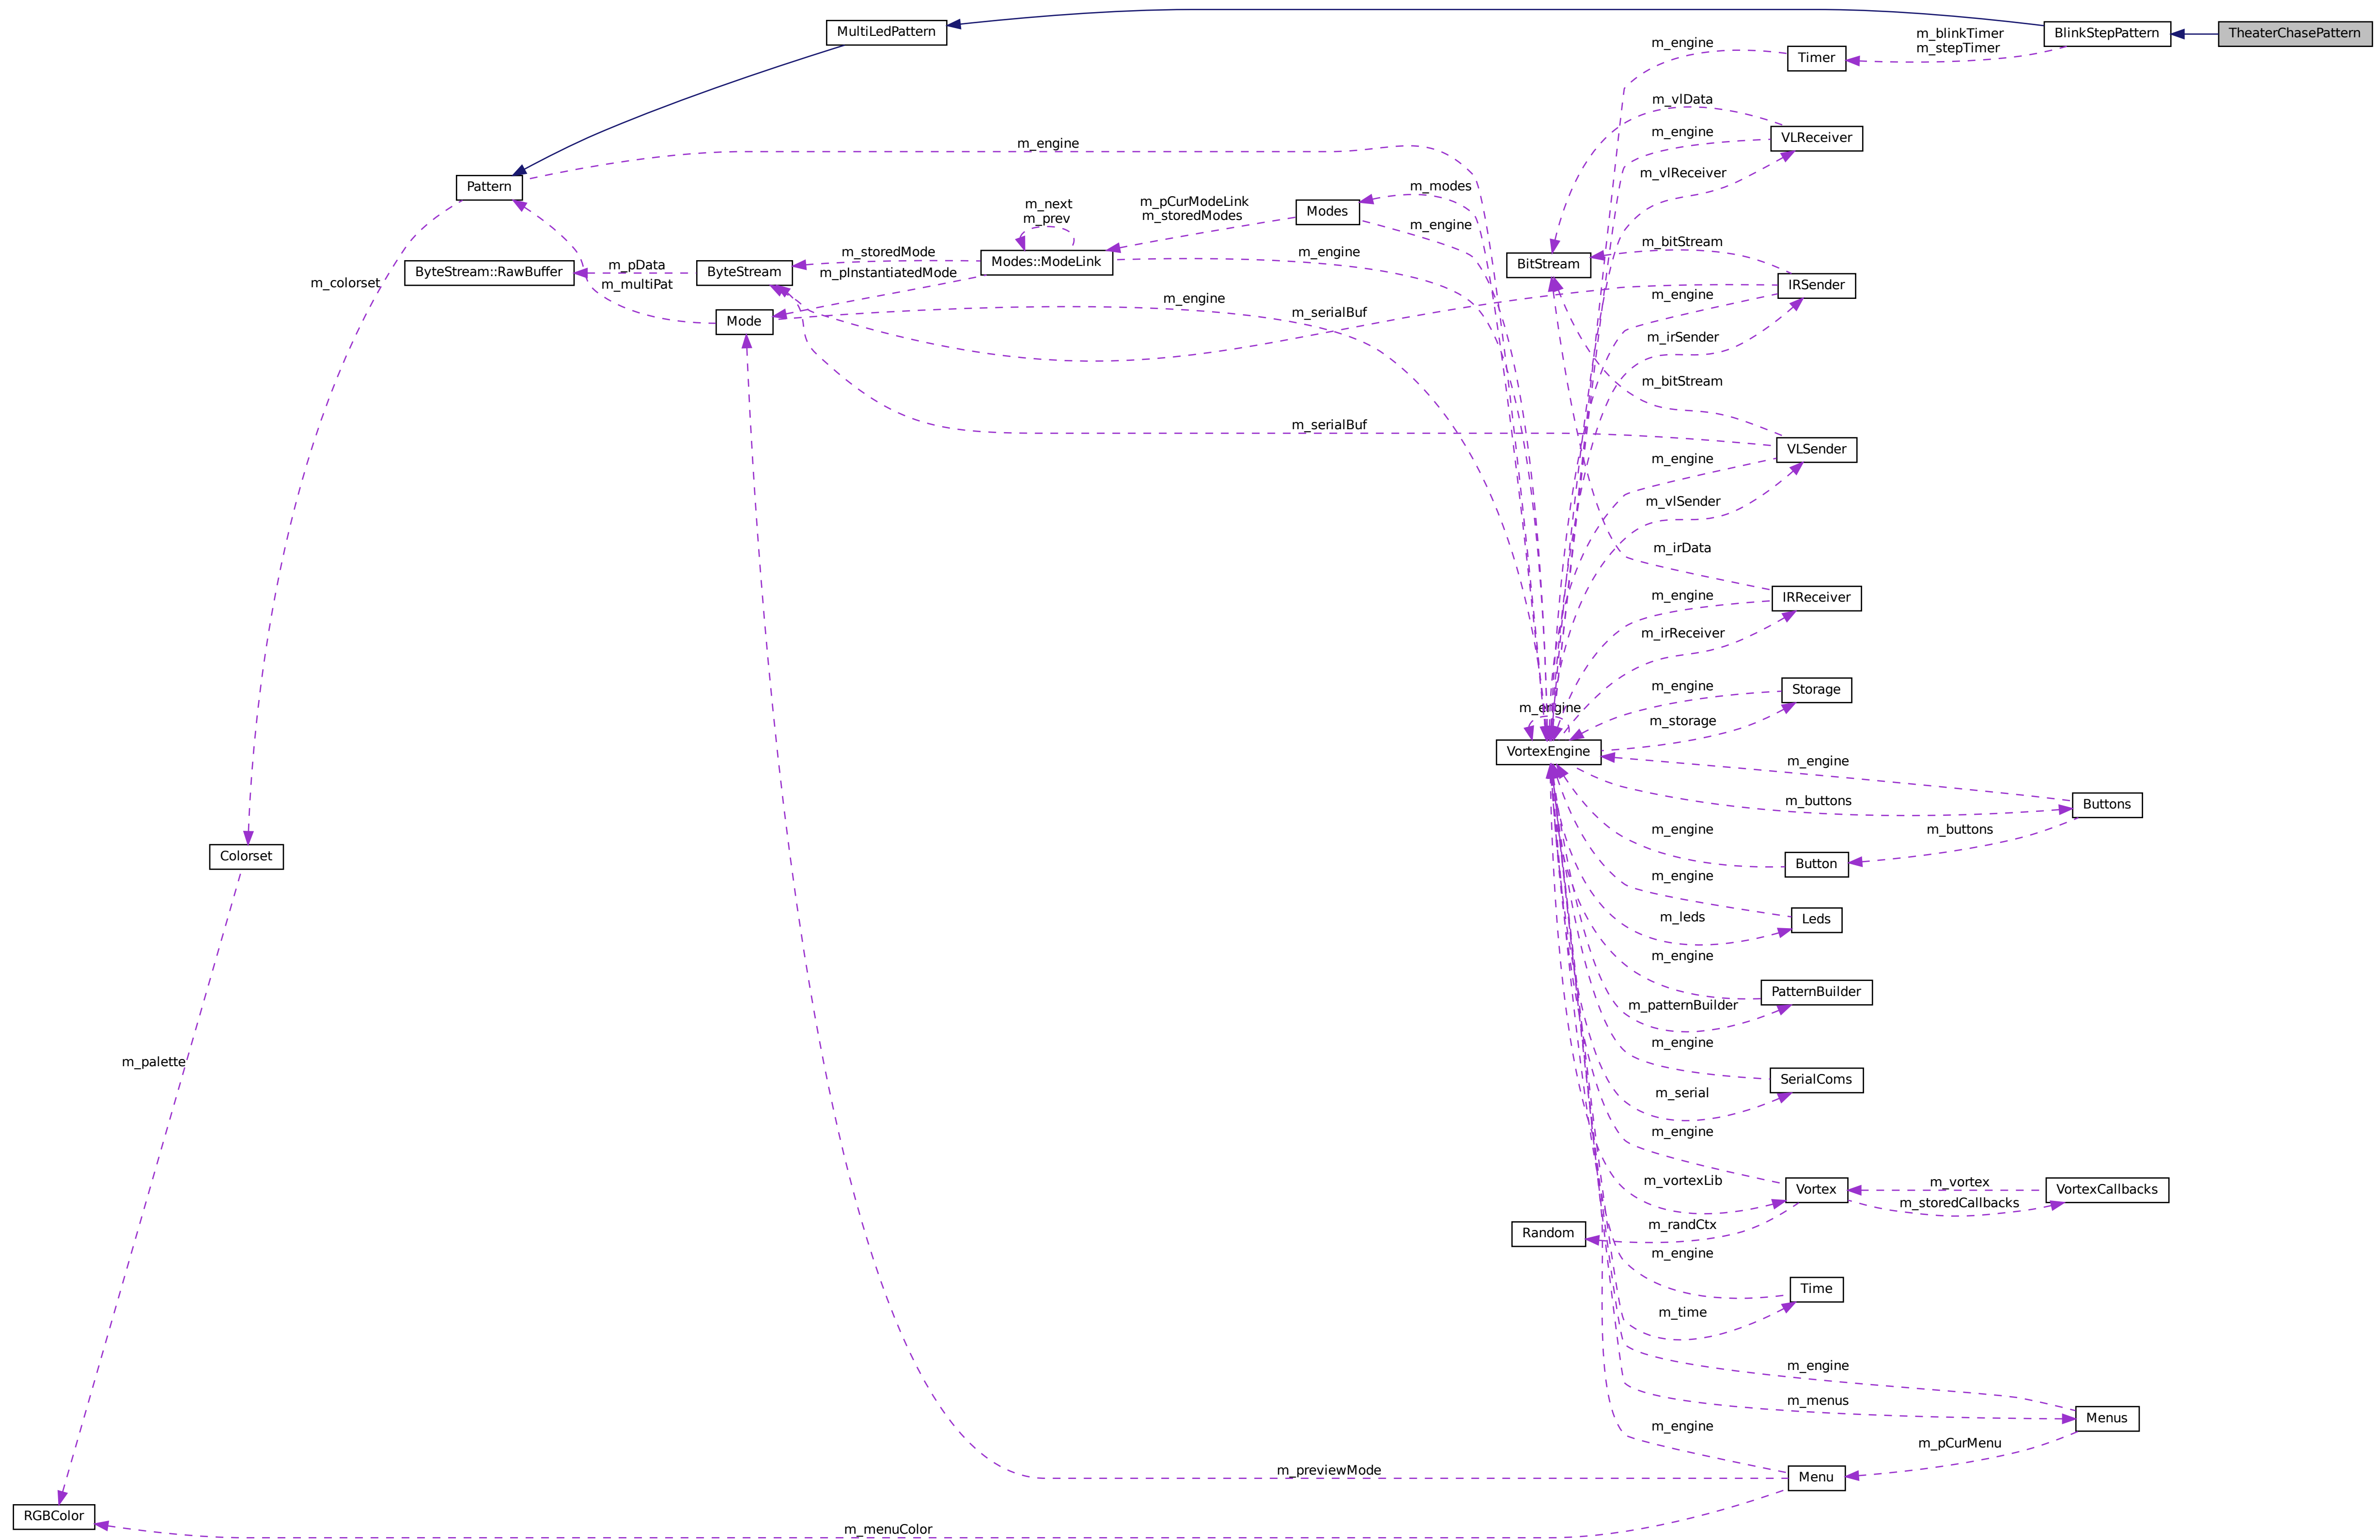 MultiLedPattern
BlinkStepPattern
TheaterChasePattern
m_blinkTimer
m_stepTimer
m_engine
Timer
m_vlData
m_engine
VLReceiver
m_engine
m_vlReceiver
Pattern
m_modes
m_next
m_prev
m_pCurModeLink
m_storedModes
Modes
m_engine
m_bitStream
m_storedMode
Modes::ModeLink
m_engine
BitStream
ByteStream::RawBuffer
m_pData
ByteStream
m_pInstantiatedMode
m_colorset
m_multiPat
IRSender
m_engine
m_engine
m_serialBuf
Mode
m_irSender
m_bitStream
m_serialBuf
VLSender
m_engine
m_vlSender
m_irData
m_engine
IRReceiver
m_irReceiver
m_engine
Storage
m_engine
m_storage
VortexEngine
m_engine
m_buttons
Buttons
m_engine
m_buttons
Colorset
Button
m_engine
m_leds
Leds
m_engine
PatternBuilder
m_patternBuilder
m_engine
m_palette
SerialComs
m_serial
m_engine
m_vortexLib
Vortex
m_vortex
VortexCallbacks
m_storedCallbacks
m_randCtx
Random
m_engine
Time
m_time
m_engine
m_menus
Menus
m_engine
m_pCurMenu
m_previewMode
Menu
RGBColor
m_menuColor